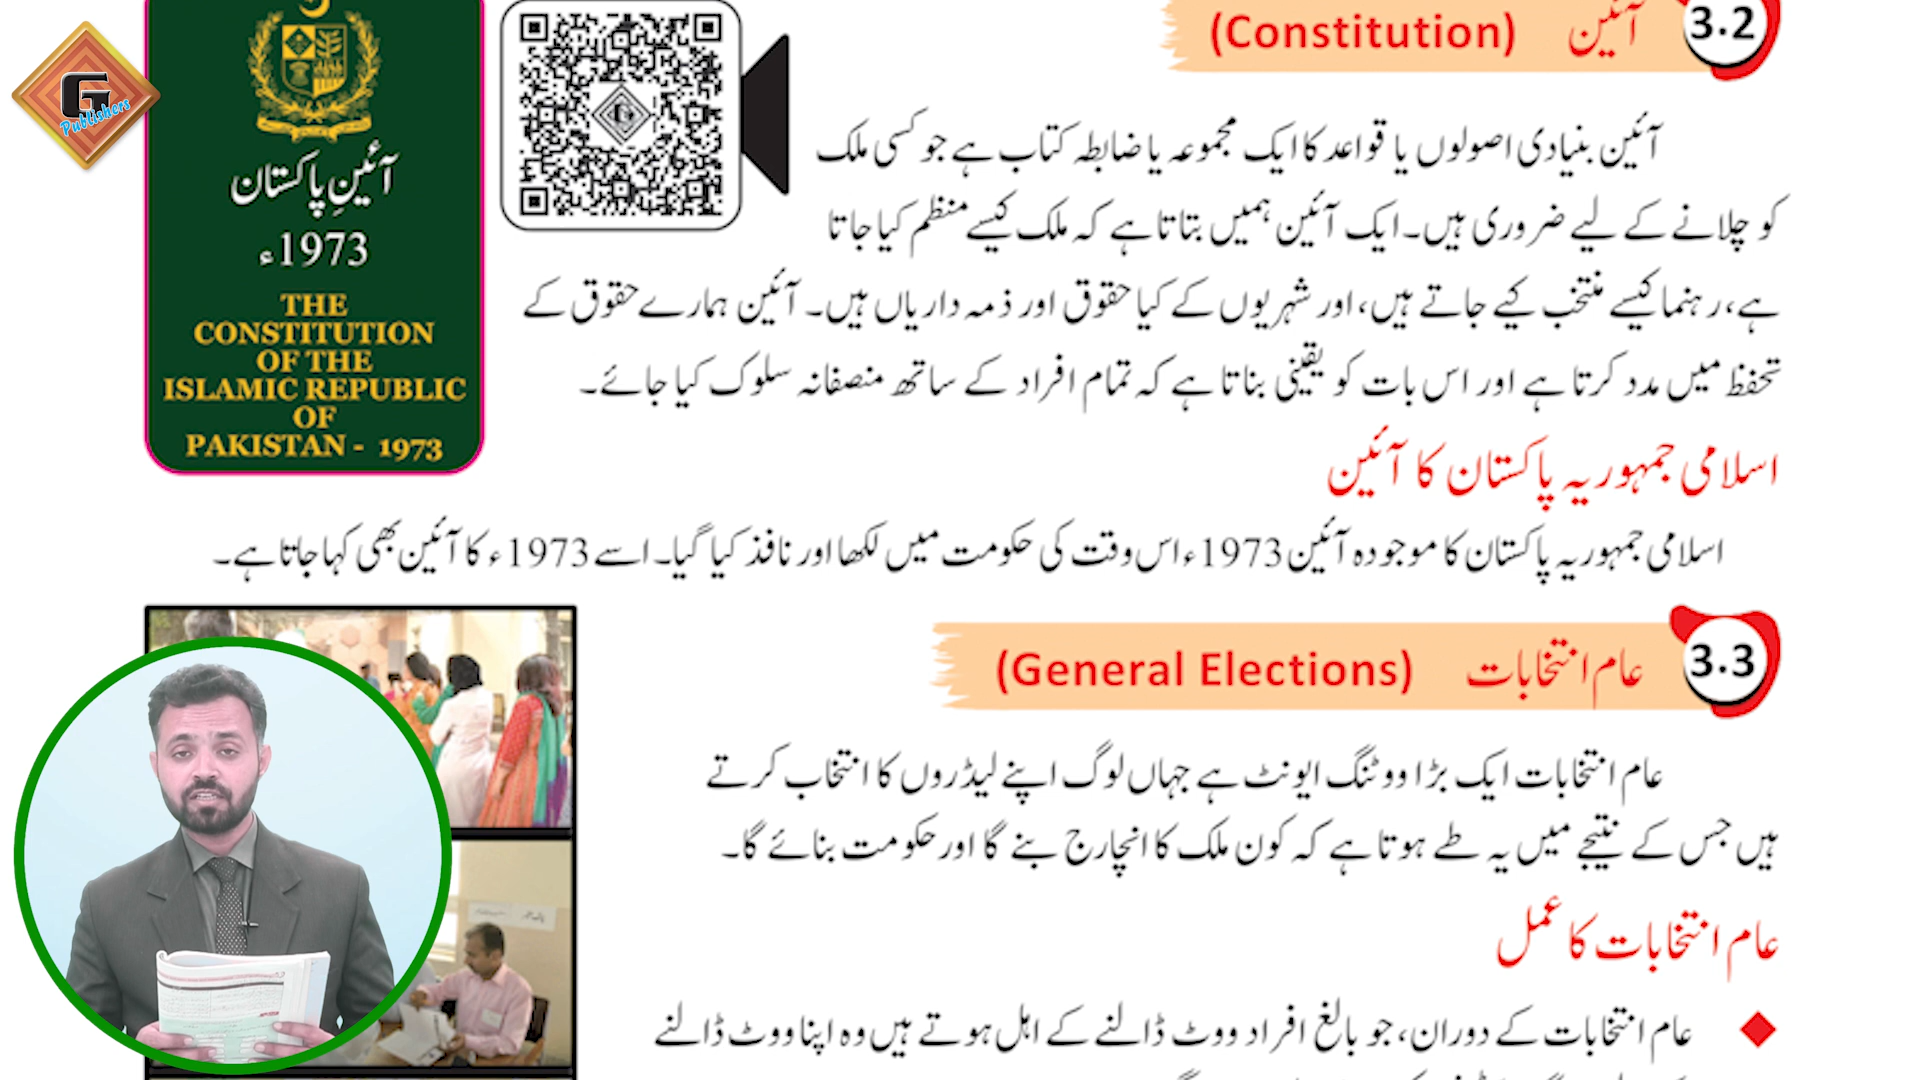 G
Publishers
آئینِ پاکستان
1973ء
THE
CONSTITUTION
OF THE
ISLAMIC REPUBLIC
OF
PAKISTAN - 1973
3.2 آئین (Constitution)
آئین بنیادی اصولوں یا قواعد کا ایک مجموعہ یا ضابطہ کتاب ہے جو کسی ملک
کو چلانے کے لیے ضروری ہیں۔ ایک آئین ہمیں بتاتا ہے کہ ملک کیسے منظم کیا جاتا
ہے، رہنما کیسے منتخب کیے جاتے ہیں، اور شہریوں کے کیا حقوق اور ذمہ داریاں ہیں۔ آئین ہمارے حقوق کے
تحفظ میں مدد کرتا ہے اور اس بات کو یقینی بناتا ہے کہ تمام افراد کے ساتھ منصفانہ سلوک کیا جائے۔
اسلامی جمہوریہ پاکستان کا آئین
اسلامی جمہوریہ پاکستان کا موجودہ آئین 1973ء اس وقت کی حکومت میں لکھا اور نافذ کیا گیا۔ اسے 1973ء کا آئین بھی کہا جاتا ہے۔
3.3 عام انتخابات (General Elections)
عام انتخابات ایک بڑا ووٹنگ ایونٹ ہے جہاں لوگ اپنے لیڈروں کا انتخاب کرتے
ہیں جس کے نتیجے میں یہ طے ہوتا ہے کہ کون ملک کا انچارج بنے گا اور حکومت بنائے گا۔
عام انتخابات کا عمل
عام انتخابات کے دوران، جو بالغ افراد ووٹ ڈالنے کے اہل ہوتے ہیں وہ اپنا ووٹ ڈالنے